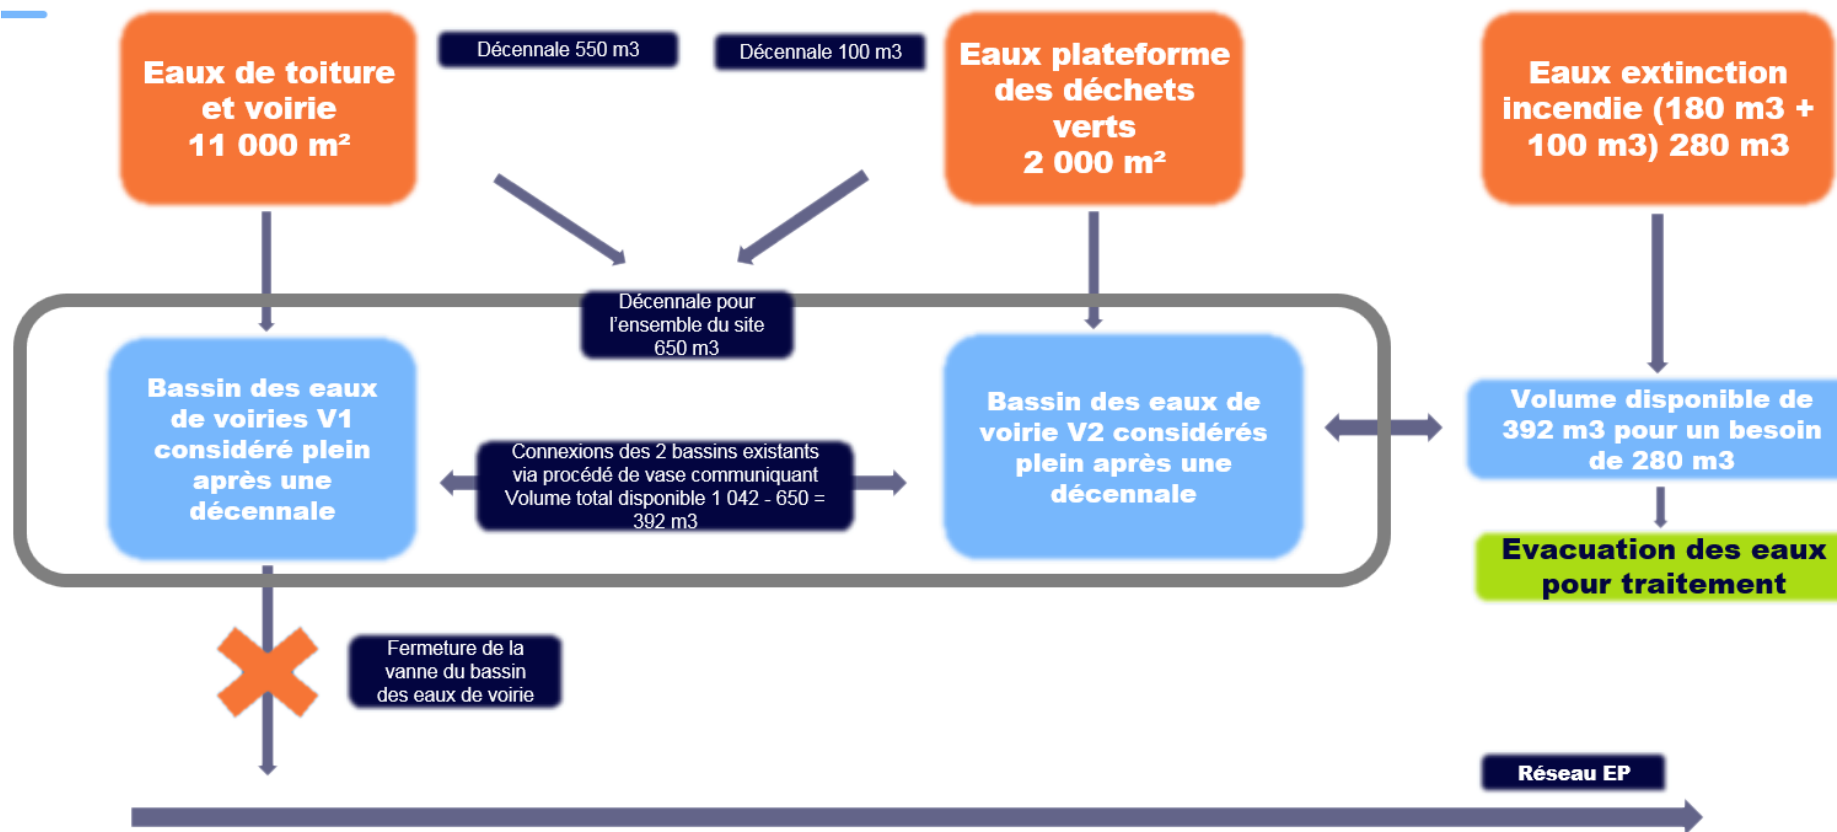 Eaux de toiture
et voirie
11 000 m²
Décennale 550 m3
Décennale 100 m3
Eaux plateforme
des déchets
verts
2 000 m²
Eaux extinction
incendie (180 m3 +
100 m3) 280 m3
Décennale pour
l'ensemble du site
650 m3
Bassin des eaux
de voiries V1
considéré plein
après une
décennale
Connexions des 2 bassins existants
via procédé de vase communiquant
Volume total disponible 1 042 - 650 =
392 m3
Bassin des eaux de
voirie V2 considérés
plein après une
décennale
Volume disponible de
392 m3 pour un besoin
de 280 m3
Evacuation des eaux
pour traitement
Fermeture de la
vanne du bassin
des eaux de voirie
Réseau EP